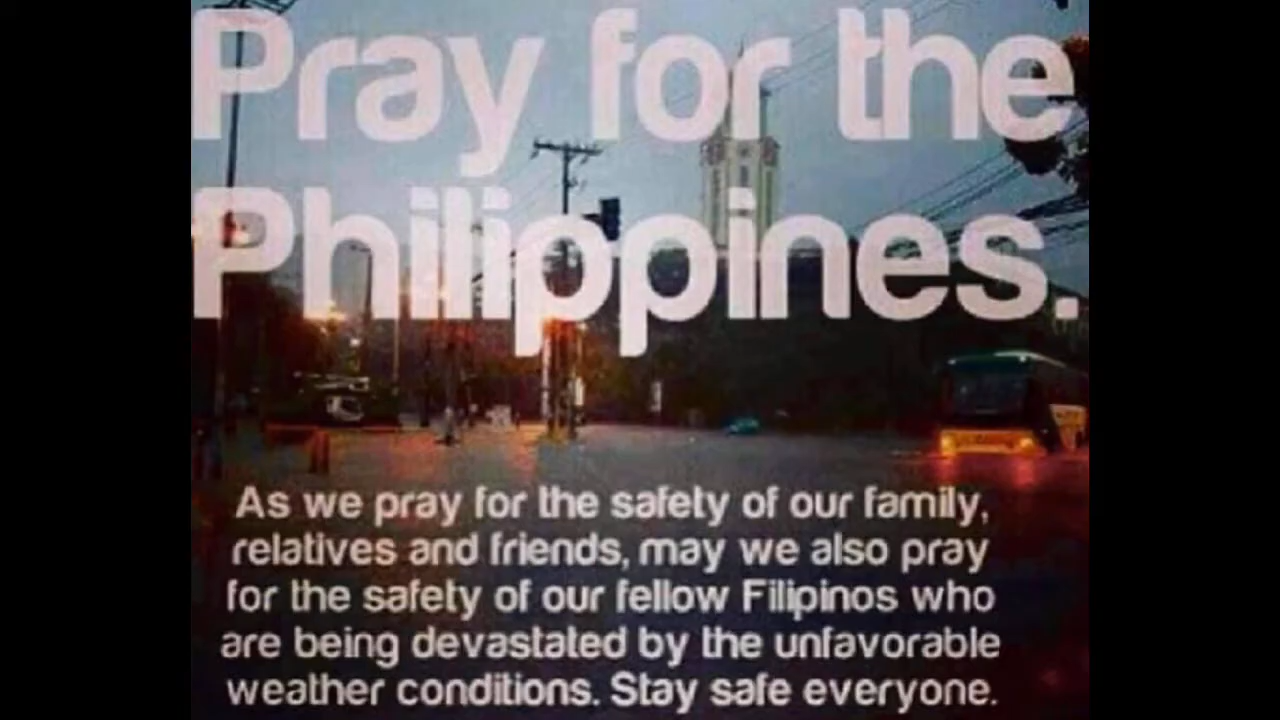 Pray for the
Philippines.
As we pray for the safety of our family,
relatives and friends, may we also pray
for the safety of our fellow Filipinos who
are being devastated by the unfavorable
weather conditions. Stay safe everyone.